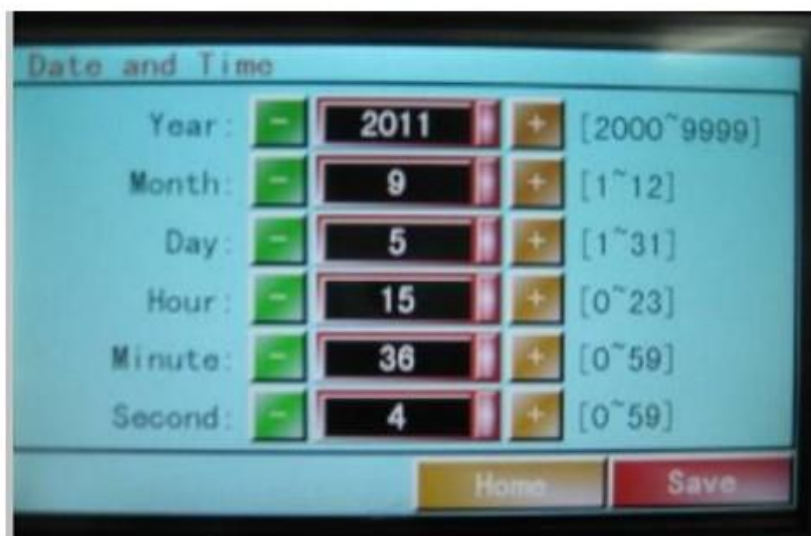 Date and Time
Year: - 2011 + [2000~9999]
Month: - 9 + [1~12]
Day: - 5 + [1~31]
Hour: - 15 + [0~23]
Minute: - 36 + [0~59]
Second: - 4 + [0~59]
Home Save